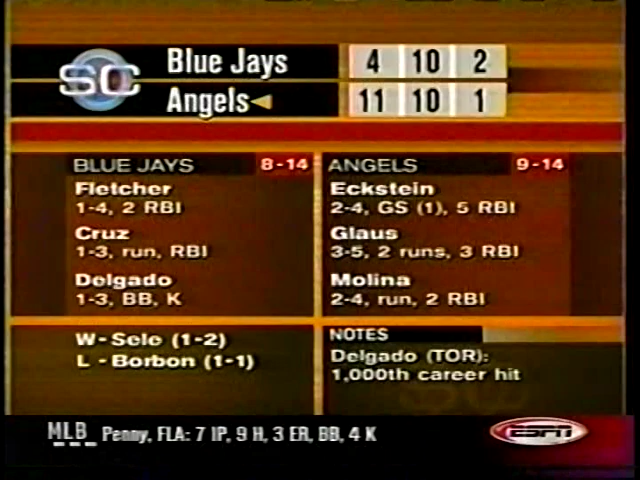 SC
Blue Jays 4 10 2
Angels 11 10 1
BLUE JAYS 8-14
Fletcher
1-4, 2 RBI
Cruz
1-3, run, RBI
Delgado
1-3, BB, K
ANGELS 9-14
Eckstein
2-4, GS (1), 5 RBI
Glaus
3-5, 2 runs, 3 RBI
Molina
2-4, run, 2 RBI
W- Sele (1-2)
L - Borbon (1-1)
NOTES
Delgado (TOR):
1,000th career hit
MLB Penny, FLA: 7 IP, 9 H, 3 ER, BB, 4 K
ESPN